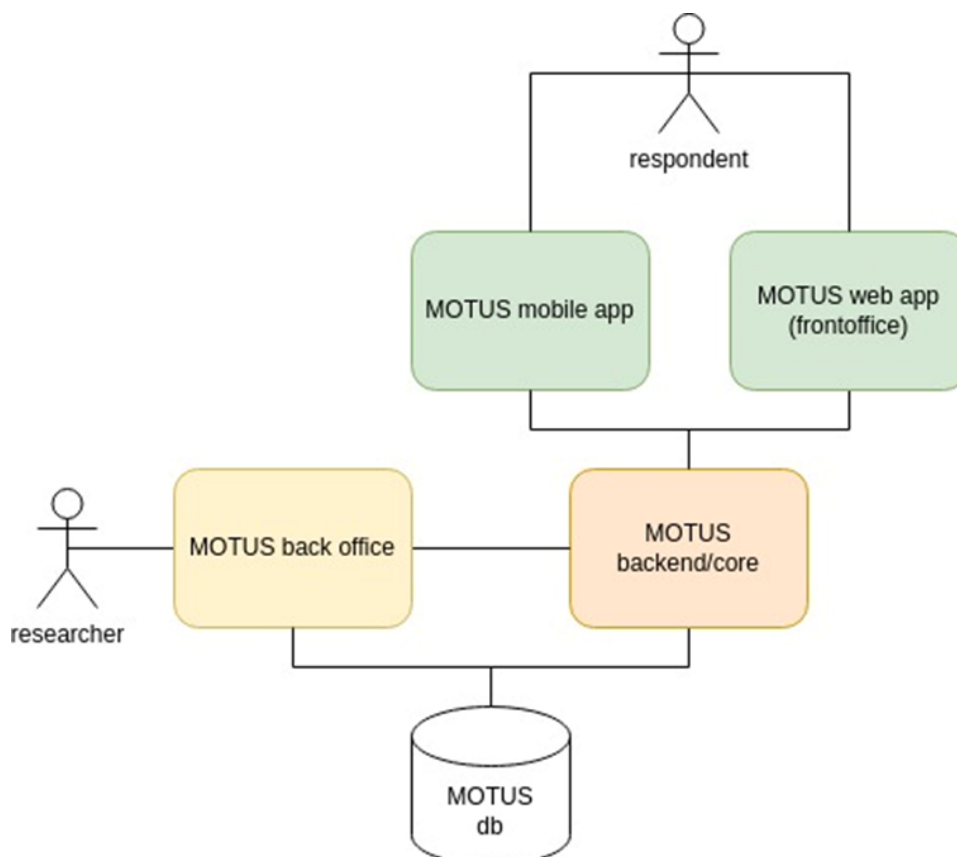 respondent
MOTUS mobile app
MOTUS web app
(frontoffice)
MOTUS back office
MOTUS
backend/core
researcher
MOTUS
db